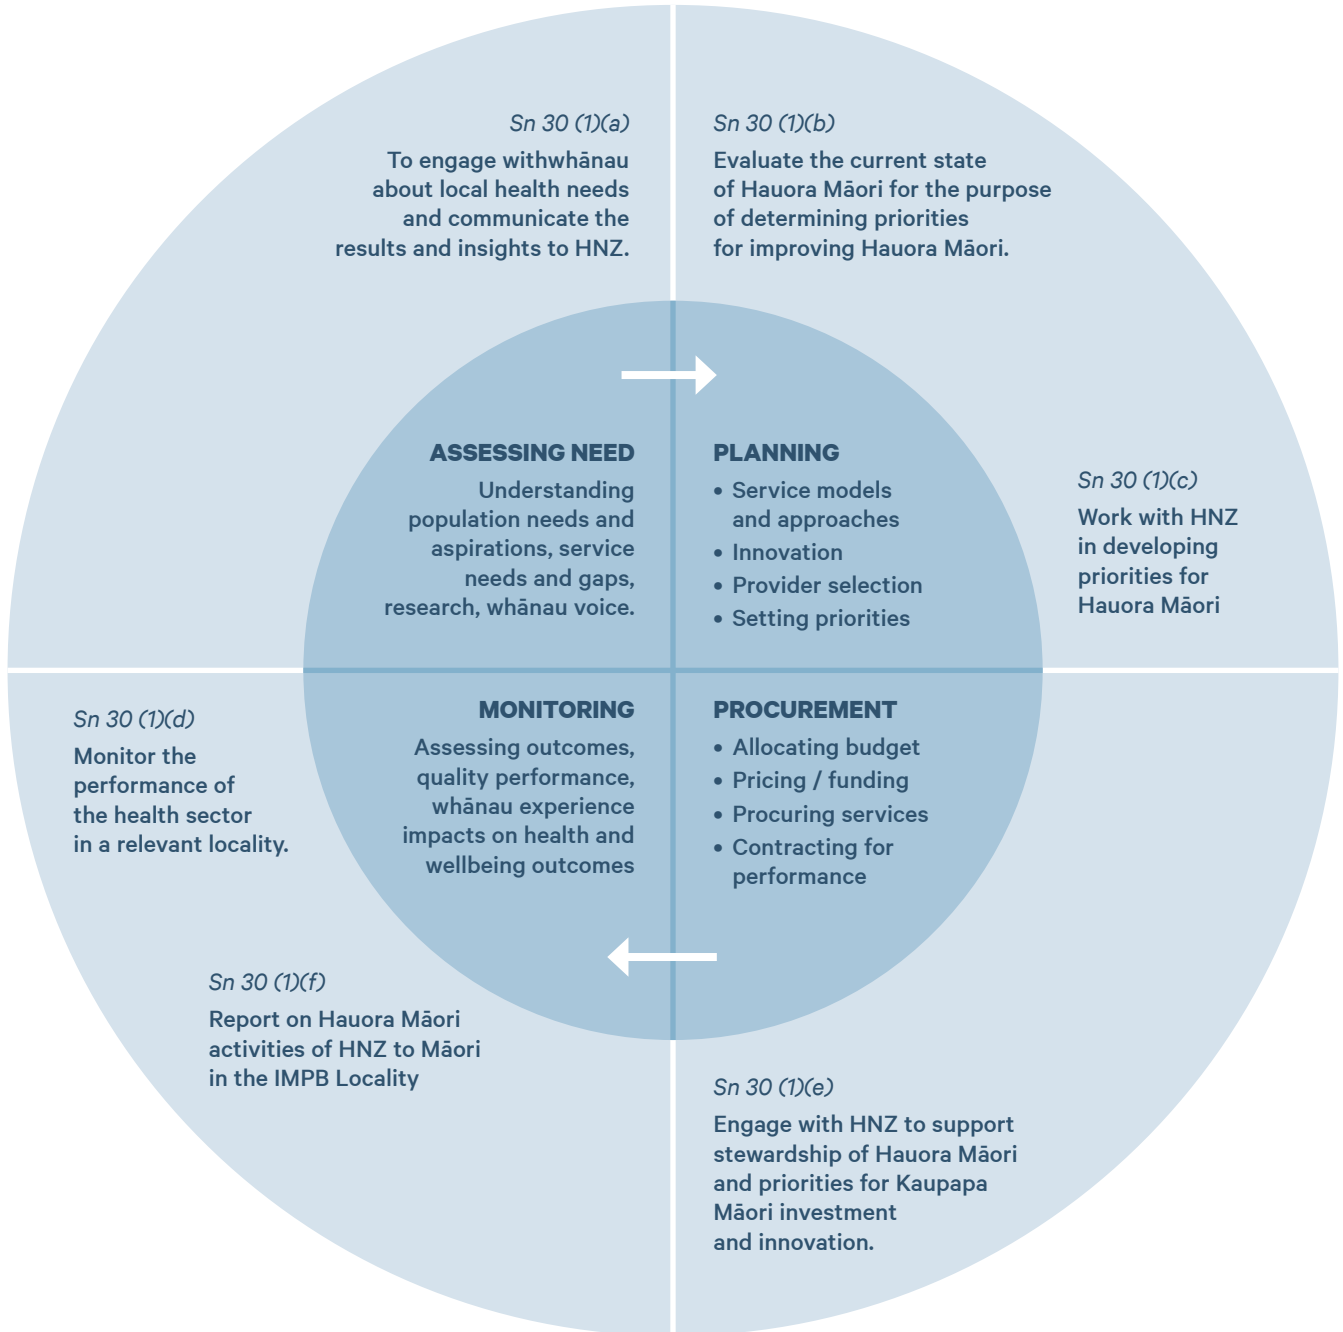 Sn 30 (1)(a)
To engage withwhānau
about local health needs
and communicate the
results and insights to HNZ.
Sn 30 (1)(b)
Evaluate the current state
of Hauora Māori for the purpose
of determining priorities
for improving Hauora Māori.
ASSESSING NEED
Understanding
population needs and
aspirations, service
needs and gaps,
research, whānau voice.
PLANNING
• Service models
and approaches
• Innovation
• Provider selection
• Setting priorities
Sn 30 (1)(c)
Work with HNZ
in developing
priorities for
Hauora Māori
Sn 30 (1)(d)
Monitor the
performance of
the health sector
in a relevant locality.
MONITORING
Assessing outcomes,
quality performance,
whānau experience
impacts on health and
wellbeing outcomes
PROCUREMENT
• Allocating budget
• Pricing / funding
• Procuring services
• Contracting for
performance
Sn 30 (1)(f)
Report on Hauora Māori
activities of HNZ to Māori
in the IMPB Locality
Sn 30 (1)(e)
Engage with HNZ to support
stewardship of Hauora Māori
and priorities for Kaupapa
Māori investment
and innovation.